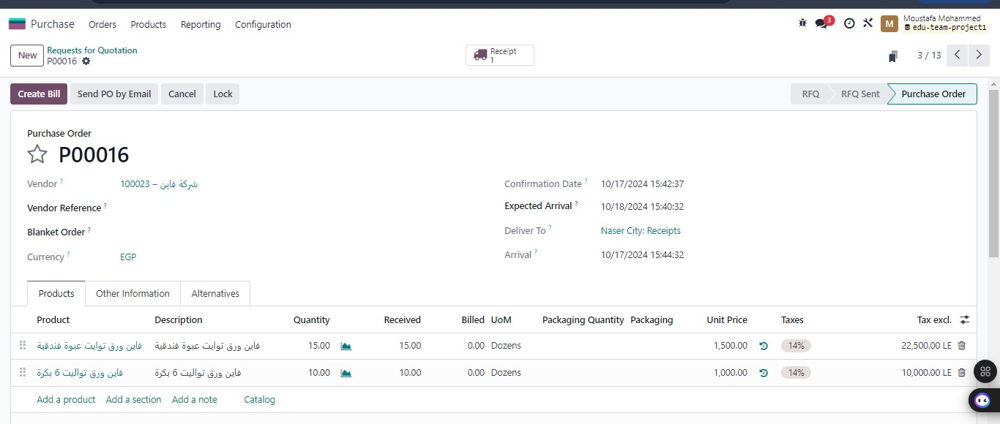 Purchase Orders Products Reporting Configuration 3 M Moustafa Mohammed
edu-team-project1
New Requests for Quotation Receipt 3 / 13
P00016 1
Create Bill Send PO by Email Cancel Lock RFQ RFQ Sent Purchase Order
Purchase Order
P00016
Vendor ? 100023 – شركة فاين Confirmation Date ? 10/17/2024 15:42:37
Vendor Reference ? Expected Arrival ? 10/18/2024 15:40:32
Blanket Order ? Deliver To ? Naser City: Receipts
Currency ? EGP Arrival ? 10/17/2024 15:44:32
Products Other Information Alternatives
Product Description Quantity Received Billed UoM Packaging Quantity Packaging Unit Price Taxes Tax excl.
فاين ورق توايت عبوة فندقية فاين ورق توايت عبوة فندقية 15.00 15.00 0.00 Dozens 1,500.00 14% 22,500.00 LE
فاين ورق تواليت 6 بكرة فاين ورق تواليت 6 بكرة 10.00 10.00 0.00 Dozens 1,000.00 14% 10,000.00 LE
Add a product Add a section Add a note Catalog